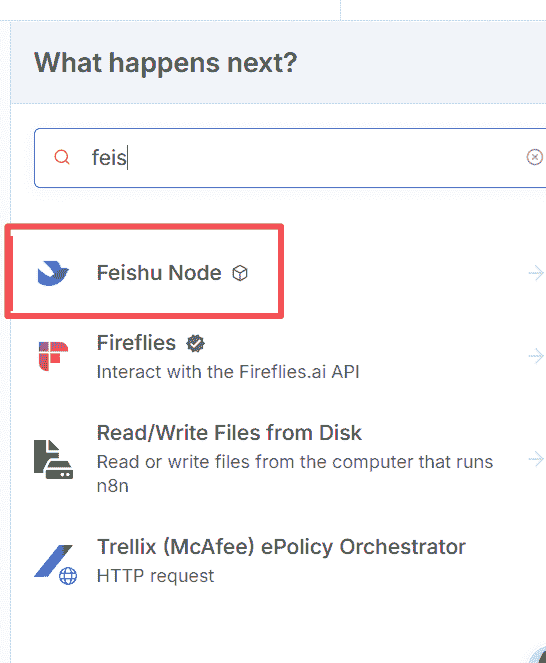 What happens next?
feis
Feishu Node
Fireflies
Interact with the Fireflies.ai API
Read/Write Files from Disk
Read or write files from the computer that runs
n8n
Trellix (McAfee) ePolicy Orchestrator
HTTP request